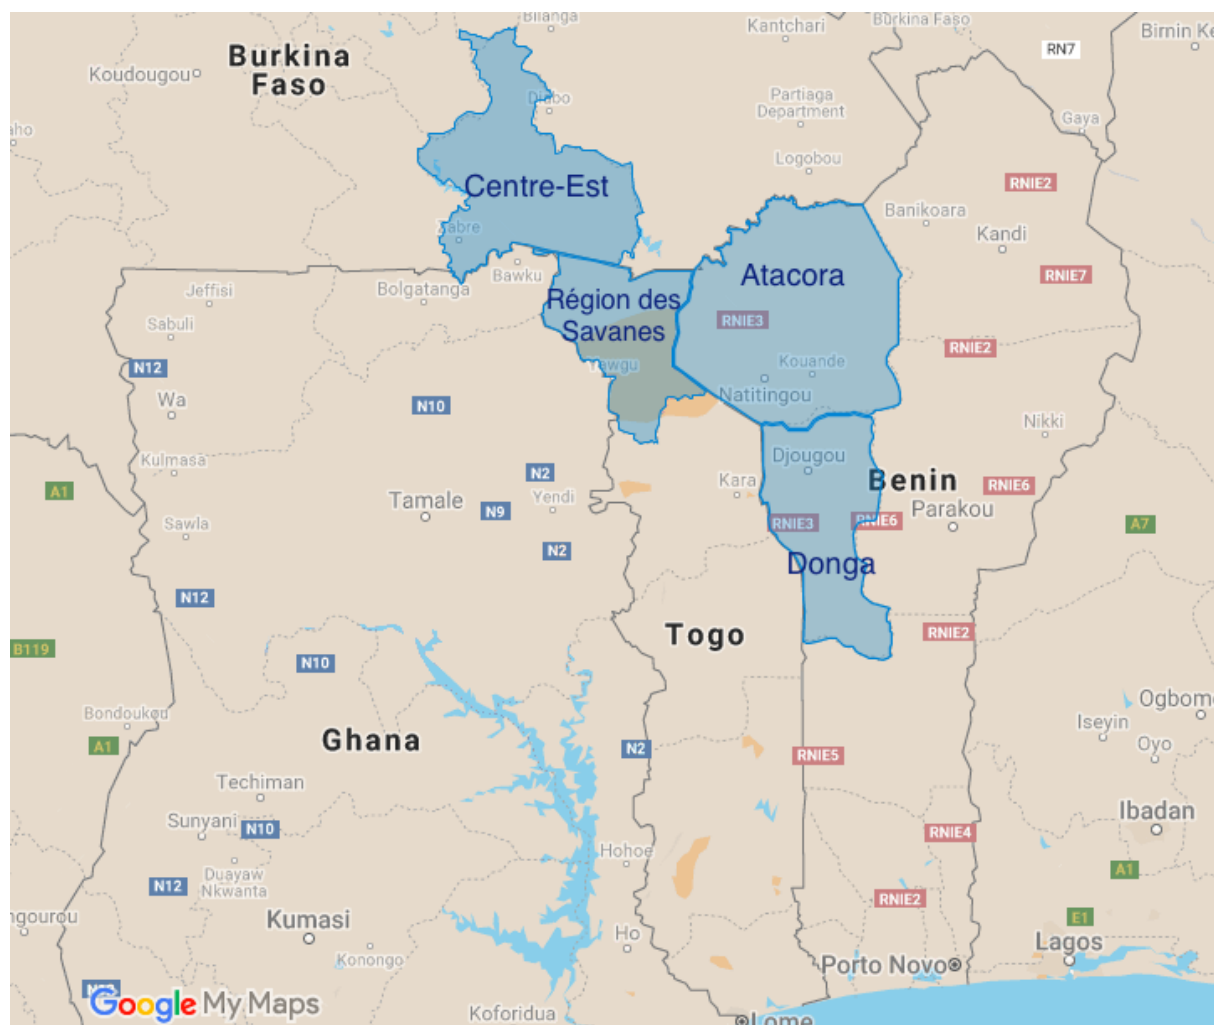 Bilanga
Kantchari
Burkina Faso
Birnin Ke
Burkina
Faso
RN7
Koudougou
Diabo
Partiaga
Department
Gaya
aho
Logobou
Centre-Est
RNIE2
Banikoara
Zabre
Kandi
Bawku
Atacora
RNIE7
Jeffisi
Bolgatanga
Région des
Savanes
Sabuli
RNIE3
RNIE2
N12
Yewgu
Kouande
Natitingou
Wa
N10
Nikki
Kulmasa
Djougou
A1
N2
Kara
Benin
RNIE6
Tamale
Yendi
N9
Parakou
Sawla
RNIE3
RNIE6
A7
N2
Donga
N12
Togo
RNIE2
B119
N10
Ogbom
Bondoukou
Iseyin
Ghana
A1
N2
RNIE5
Oyo
Techiman
Ibadan
Sunyani
N10
RNIE4
Hohoe
Duayaw
Nkwanta
A1
N12
RNIE2
ngourou
Kumasi
E1
Ho
Lagos
Konongo
Porto Novo
Google My Maps
Koforidua
Lome